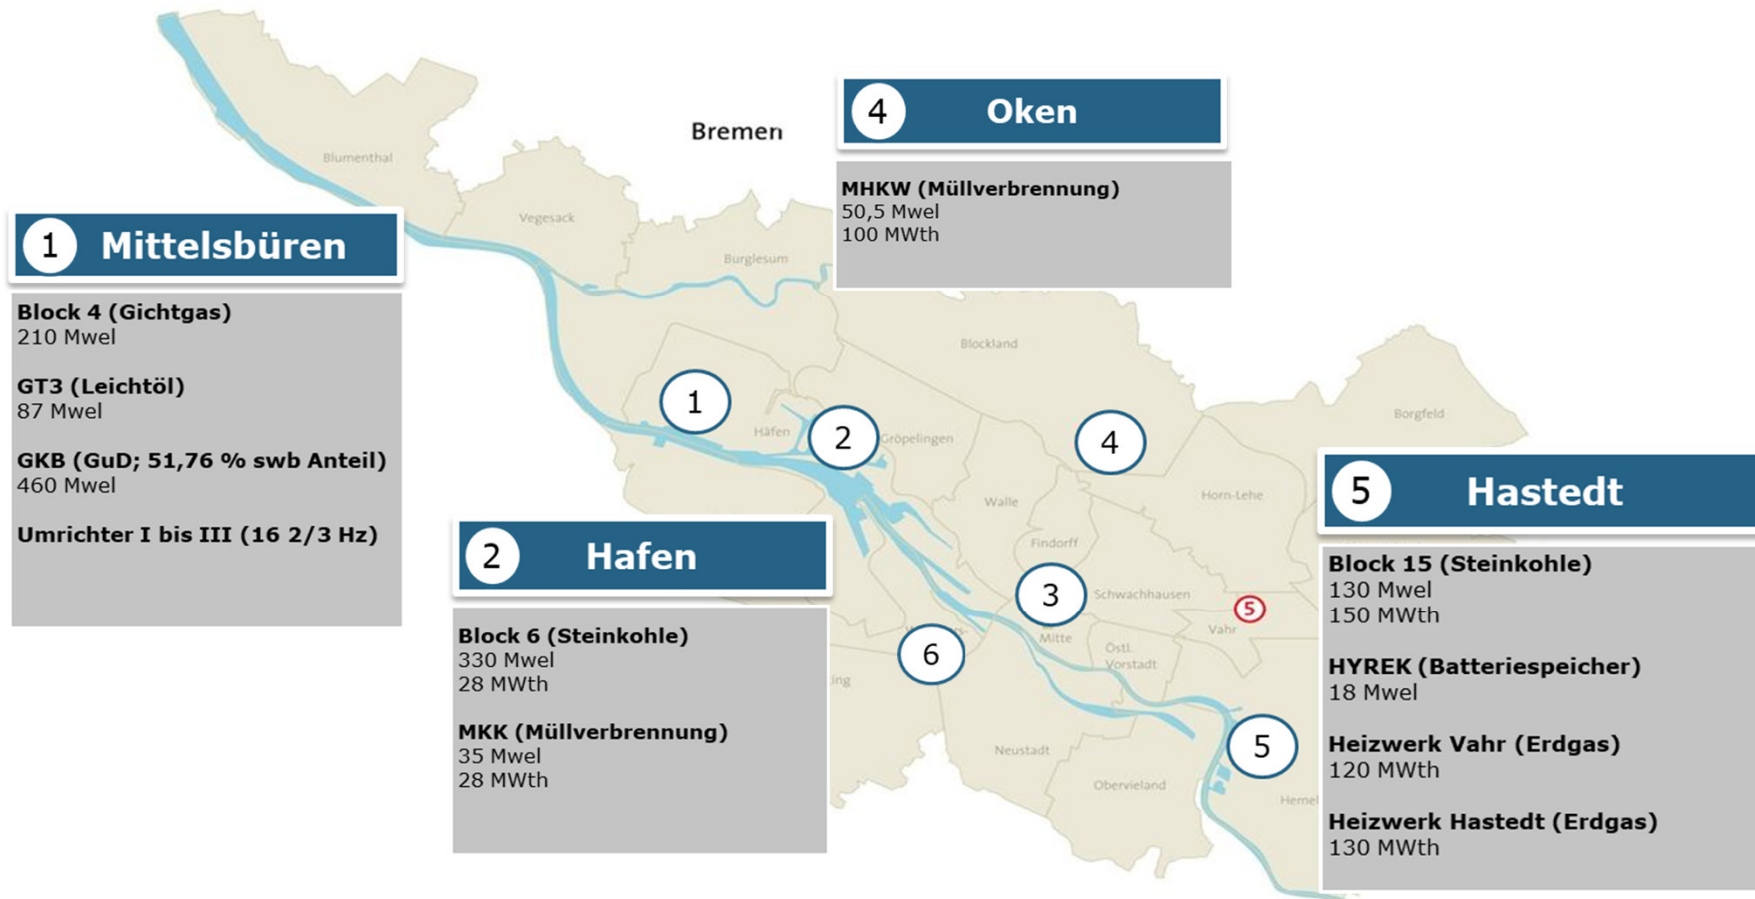 Bremen
4 Oken
MHKW (Müllverbrennung)
50,5 Mwel
100 MWth
1 Mittelsbüren
Block 4 (Gichtgas)
210 Mwel
GT3 (Leichtöl)
87 Mwel
GKB (GuD; 51,76 % swb Anteil)
460 Mwel
Umrichter I bis III (16 2/3 Hz)
2 Hafen
Block 6 (Steinkohle)
330 Mwel
28 MWth
MKK (Müllverbrennung)
35 Mwel
28 MWth
5 Hastedt
Block 15 (Steinkohle)
130 Mwel
150 MWth
HYREK (Batteriespeicher)
18 Mwel
Heizwerk Vahr (Erdgas)
120 MWth
Heizwerk Hastedt (Erdgas)
130 MWth
Blumenthal
Vegesack
Burglesum
Blockland
Borgfeld
1
Häfen
2
Gröpelingen
4
Walle
Horn-Lehe
Findorff
3
Schwachhausen
5
Vahr
Mitte
6
Östl.
Vorstadt
Neustadt
5
Obervieland